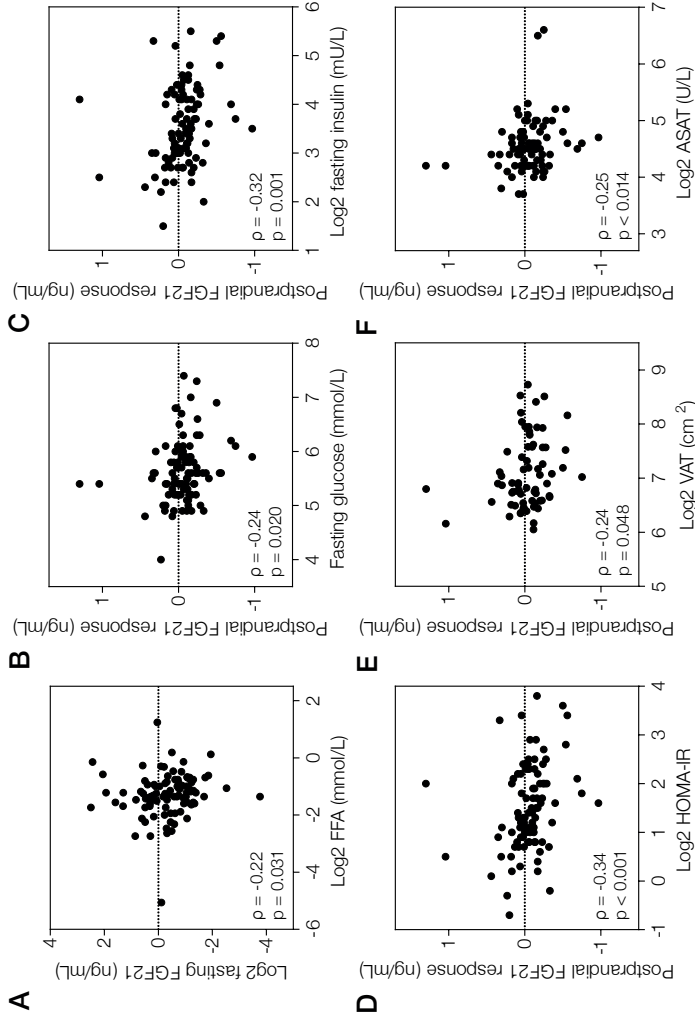 A
Log2 fasting FGF21
(ng/mL)
4
2
0
-2
-4
-6
-4
-2
0
2
Log2 FFA (mmol/L)
ρ = -0.22
p = 0.031
B
Postprandial FGF21
response (ng/mL)
1
0
-1
4
5
6
7
8
Fasting glucose (mmol/L)
ρ = -0.24
p = 0.020
C
Postprandial FGF21
response (ng/mL)
1
0
-1
1
2
3
4
5
6
Log2 fasting insulin (mU/L)
ρ = -0.32
p = 0.001
D
Postprandial FGF21
response (ng/mL)
1
0
-1
-1
0
1
2
3
4
Log2 HOMA-IR
ρ = -0.34
p < 0.001
E
Postprandial FGF21
response (ng/mL)
1
0
-1
5
6
7
8
9
Log2 VAT (cm 2)
ρ = -0.24
p = 0.048
F
Postprandial FGF21
response (ng/mL)
1
0
-1
3
4
5
6
7
Log2 ASAT (U/L)
ρ = -0.25
p < 0.014